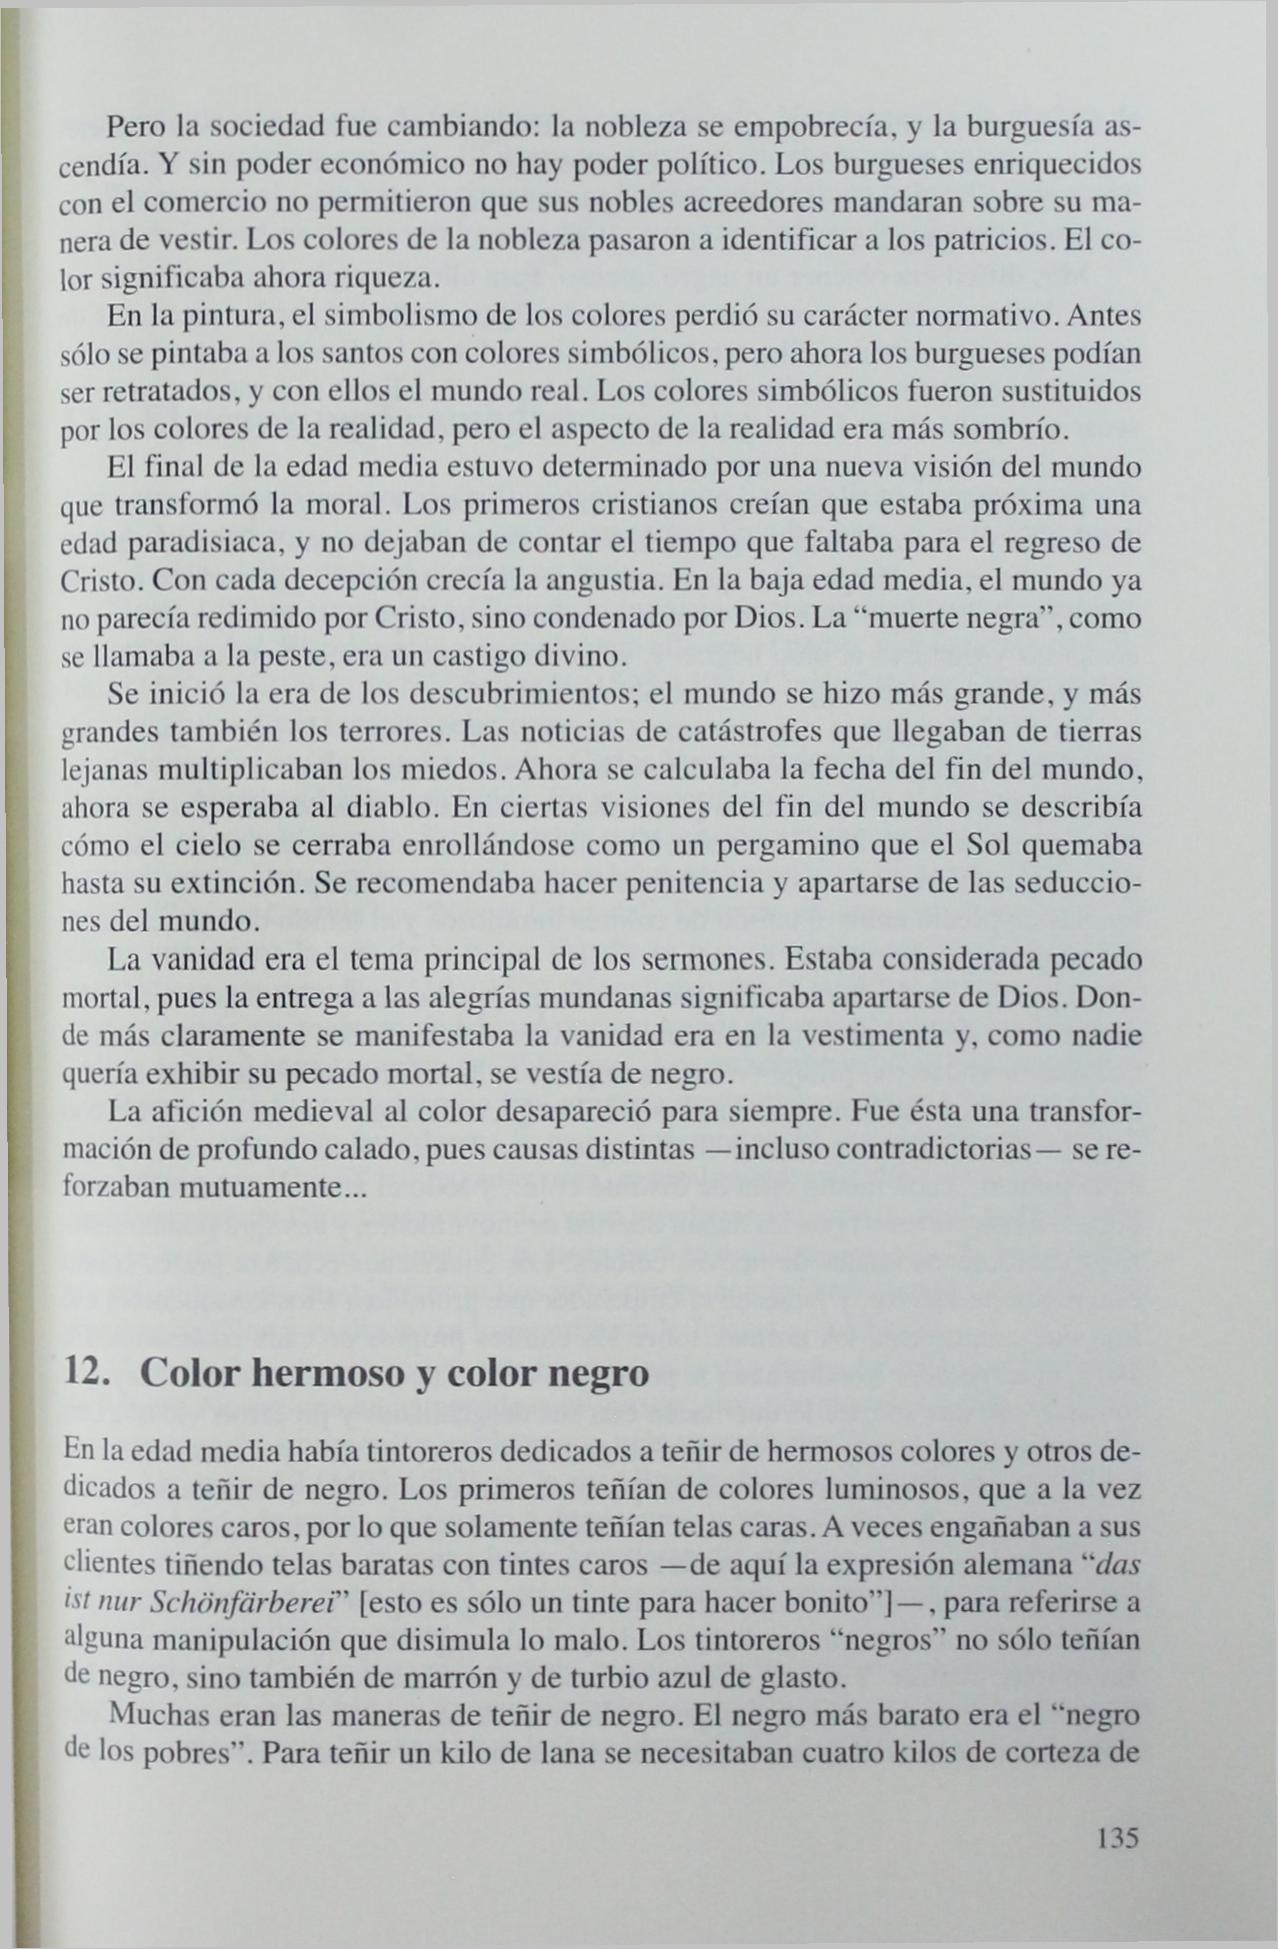 Pero la sociedad fue cambiando: la nobleza se empobrecía, y la burguesía as-
cendía. Y sin poder económico no hay poder político. Los burgueses enriquecidos
con el comercio no permitieron que sus nobles acreedores mandaran sobre su ma-
nera de vestir. Los colores de la nobleza pasaron a identificar a los patricios. El co-
lor significaba ahora riqueza.
En la pintura, el simbolismo de los colores perdió su carácter normativo. Antes
sólo se pintaba a los santos con colores simbólicos, pero ahora los burgueses podían
ser retratados, y con ellos el mundo real. Los colores simbólicos fueron sustituidos
por los colores de la realidad, pero el aspecto de la realidad era más sombrío.
El final de la edad media estuvo determinado por una nueva visión del mundo
que transformó la moral. Los primeros cristianos creían que estaba próxima una
edad paradisiaca, y no dejaban de contar el tiempo que faltaba para el regreso de
Cristo. Con cada decepción crecía la angustia. En la baja edad media, el mundo ya
no parecía redimido por Cristo, sino condenado por Dios. La “muerte negra”, como
se llamaba a la peste, era un castigo divino.
Se inició la era de los descubrimientos; el mundo se hizo más grande, y más
grandes también los terrores. Las noticias de catástrofes que llegaban de tierras
lejanas multiplicaban los miedos. Ahora se calculaba la fecha del fin del mundo,
ahora se esperaba al diablo. En ciertas visiones del fin del mundo se describía
cómo el cielo se cerraba enrollándose como un pergamino que el Sol quemaba
hasta su extinción. Se recomendaba hacer penitencia y apartarse de las seduccio-
nes del mundo.
La vanidad era el tema principal de los sermones. Estaba considerada pecado
mortal, pues la entrega a las alegrías mundanas significaba apartarse de Dios. Don-
de más claramente se manifestaba la vanidad era en la vestimenta y, como nadie
quería exhibir su pecado mortal, se vestía de negro.
La afición medieval al color desapareció para siempre. Fue ésta una transfor-
mación de profundo calado, pues causas distintas —incluso contradictorias— se re-
forzaban mutuamente...
12. Color hermoso y color negro
En la edad media había tintoreros dedicados a teñir de hermosos colores y otros de-
dicados a teñir de negro. Los primeros teñían de colores luminosos, que a la vez
eran colores caros, por lo que solamente teñían telas caras. A veces engañaban a sus
clientes tiñendo telas baratas con tintes caros —de aquí la expresión alemana “das
ist nur Schönfärberei” [esto es sólo un tinte para hacer bonito”]—, para referirse a
alguna manipulación que disimula lo malo. Los tintoreros “negros” no sólo teñían
de negro, sino también de marrón y de turbio azul de glasto.
Muchas eran las maneras de teñir de negro. El negro más barato era el “negro
de los pobres”. Para teñir un kilo de lana se necesitaban cuatro kilos de corteza de
135